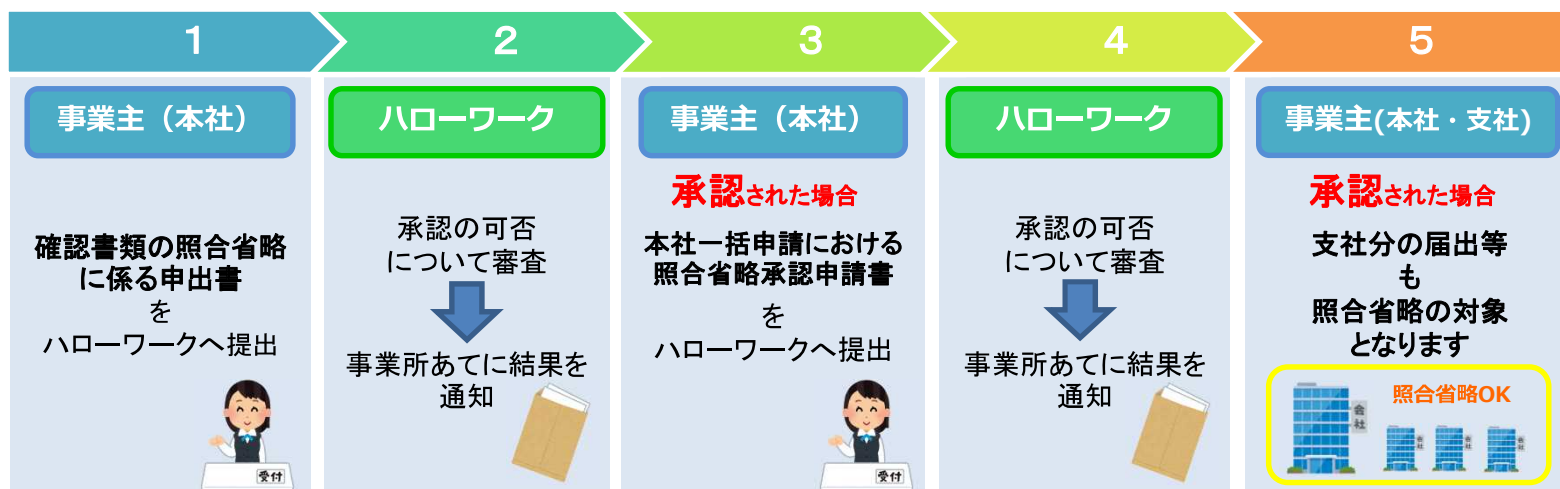 1
2
3
4
5
事業主（本社）
確認書類の照合省略
に係る申出書
を
ハローワークへ提出
受付
ハローワーク
承認の可否
について審査
事業所あてに結果を
通知
事業主（本社）
承認された場合
本社一括申請における
照合省略承認申請書
を
ハローワークへ提出
受付
ハローワーク
承認の可否
について審査
事業所あてに結果を
通知
事業主(本社・支社)
承認された場合
支社分の届出等
も
照合省略の対象
となります
照合省略OK
会社
会社
会社
会社